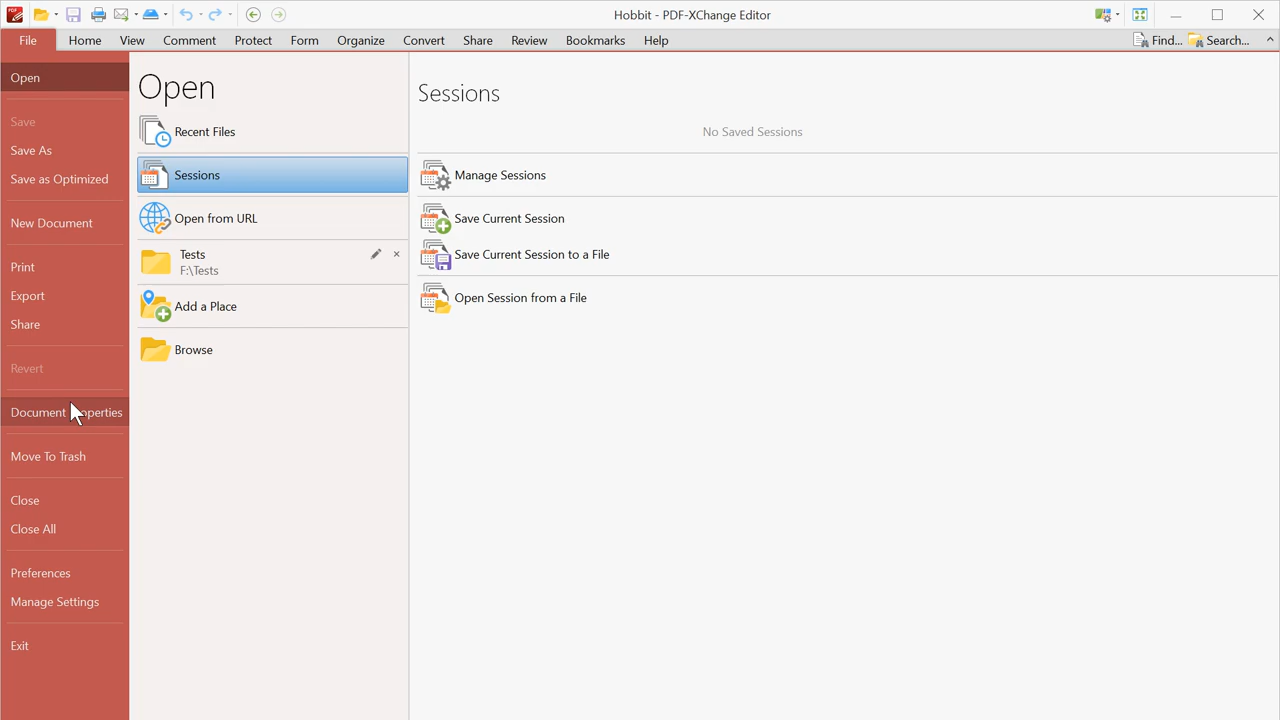 Hobbit - PDF-XChange Editor
File Home View Comment Protect Form Organize Convert Share Review Bookmarks Help Find... Search...
Open
Save
Save As
Save as Optimized
New Document
Print
Export
Share
Revert
Document Properties
Move To Trash
Close
Close All
Preferences
Manage Settings
Exit
Open
Recent Files
Sessions
Open from URL
Tests
F:\Tests
Add a Place
Browse
Sessions
No Saved Sessions
Manage Sessions
Save Current Session
Save Current Session to a File
Open Session from a File